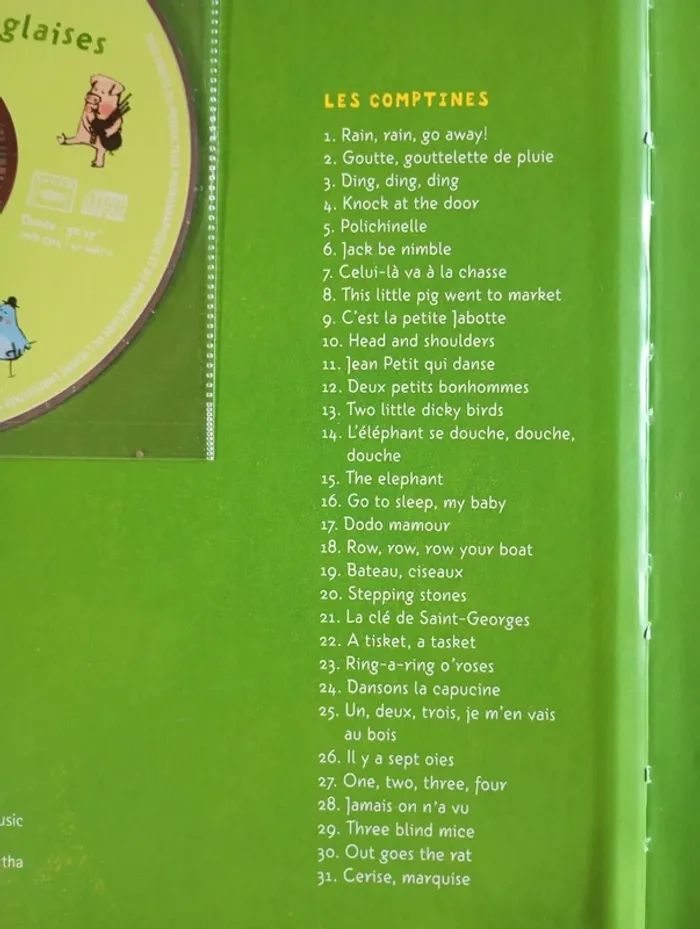 glaises
LES COMPTINES
1. Rain, rain, go away!
2. Goutte, gouttelette de pluie
3. Ding, ding, ding
4. Knock at the door
5. Polichinelle
6. Jack be nimble
7. Celui-là va à la chasse
8. This little pig went to market
9. C'est la petite Jabotte
10. Head and shoulders
11. Jean Petit qui danse
12. Deux petits bonhommes
13. Two little dicky birds
14. L'éléphant se douche, douche,
douche
15. The elephant
16. Go to sleep, my baby
17. Dodo mamour
18. Row, row, row your boat
19. Bateau, ciseaux
20. Stepping stones
21. La clé de Saint-Georges
22. A tisket, a tasket
23. Ring-a-ring o'roses
24. Dansons la capucine
25. Un, deux, trois, je m'en vais
au bois
26. Il y a sept oies
27. One, two, three, four
28. Jamais on n'a vu
29. Three blind mice
30. Out goes the rat
31. Cerise, marquise
usic
tha